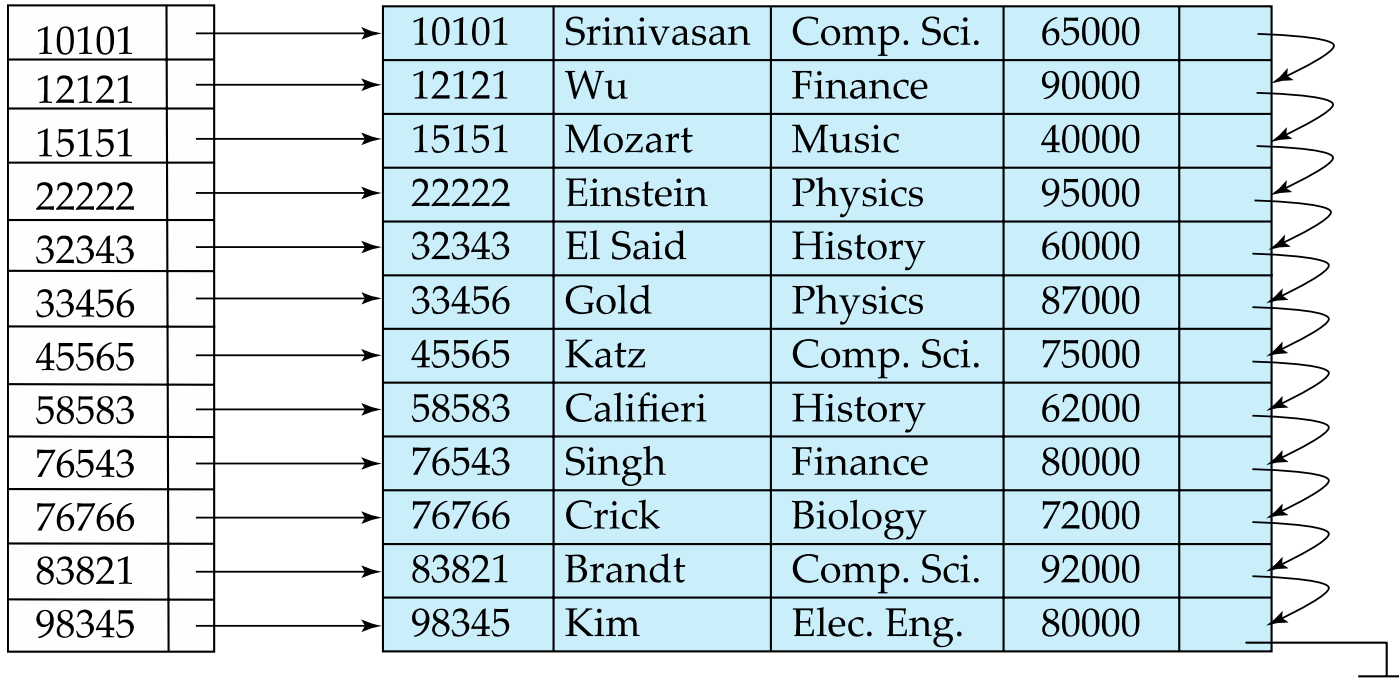 10101 10101 Srinivasan Comp. Sci. 65000
12121 12121 Wu Finance 90000
15151 15151 Mozart Music 40000
22222 22222 Einstein Physics 95000
32343 32343 El Said History 60000
33456 33456 Gold Physics 87000
45565 45565 Katz Comp. Sci. 75000
58583 58583 Califieri History 62000
76543 76543 Singh Finance 80000
76766 76766 Crick Biology 72000
83821 83821 Brandt Comp. Sci. 92000
98345 98345 Kim Elec. Eng. 80000